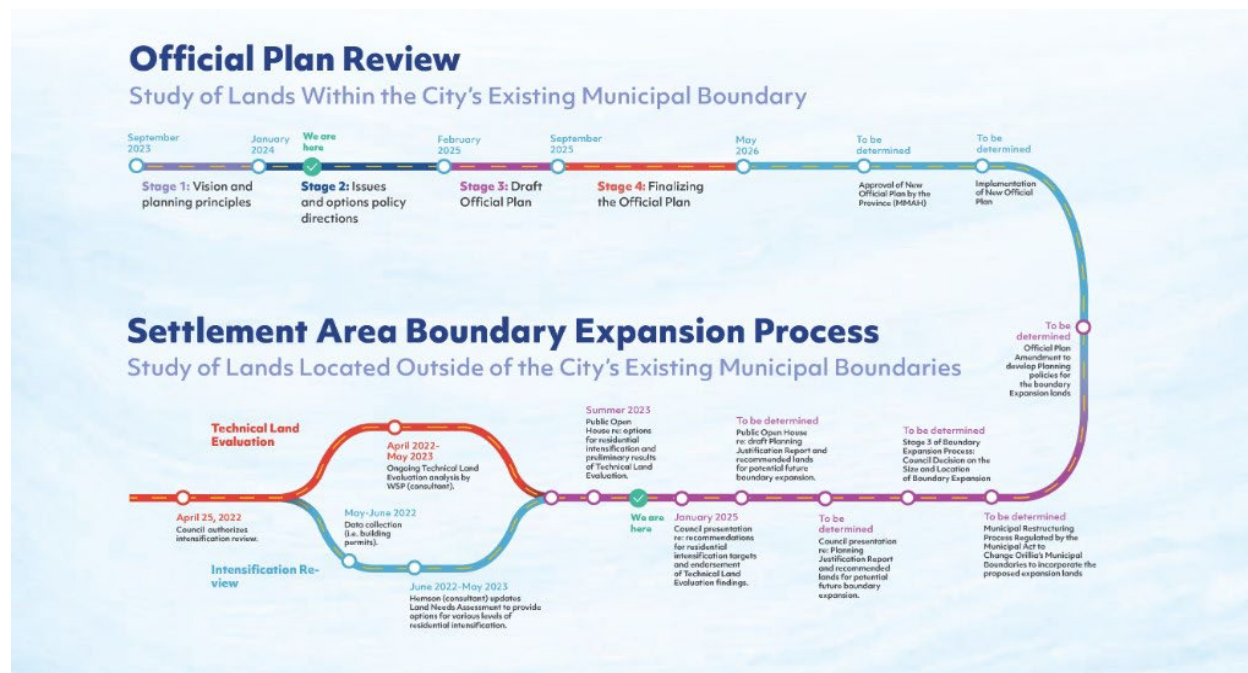 Official Plan Review
Study of Lands Within the City's Existing Municipal Boundary
September
2023
January
2024
We are
here
February
2025
September
2025
May
2026
To be
determined
To be
determined
Stage 1: Vision and
planning principles
Stage 2: Issues
and options policy
directions
Stage 3: Draft
Official Plan
Stage 4: Finalizing
the Official Plan
Approval of New
Official Plan by the
Province (MMAH)
Implementation
of New Official
Plan
Settlement Area Boundary Expansion Process
Study of Lands Located Outside of the City's Existing Municipal Boundaries
To be
determined
Official Plan
Amendment to
develop Planning
policies for
the boundary
Expansion lands
Technical Land
Evaluation
April 2022-
May 2023
Ongoing Technical Land
Evaluation analysis by
WSP (consultant).
Summer 2023
Public Open
House re: options
for residential
intensification and
preliminary results
of Technical Land
Evaluation.
To be determined
Public Open House
re: draft Planning
Justification Report and
recommended lands
for potential future
boundary expansion.
To be determined
Stage 3 of Boundary
Expansion Process:
Council Decision on the
Size and Location
of Boundary Expansion
April 25, 2022
Council authorizes
intensification review.
May-June 2022
Data collection
(i.e. building
permits).
Intensification Re-
view
June 2022-May 2023
Hemson (consultant) updates
Land Needs Assessment to provide
options for various levels of
residential intensification.
We are
here
January 2025
Council presentation
re: recommendations
for residential
intensification targets
and endorsement
of Technical Land
Evaluation findings.
To be
determined
Council presentation
re: Planning
Justification Report
and recommended
lands for potential
future boundary
expansion.
To be determined
Municipal Restructuring
Process Regulated by the
Municipal Act to
Change Orillia's Municipal
Boundaries to incorporate the
proposed expansion lands